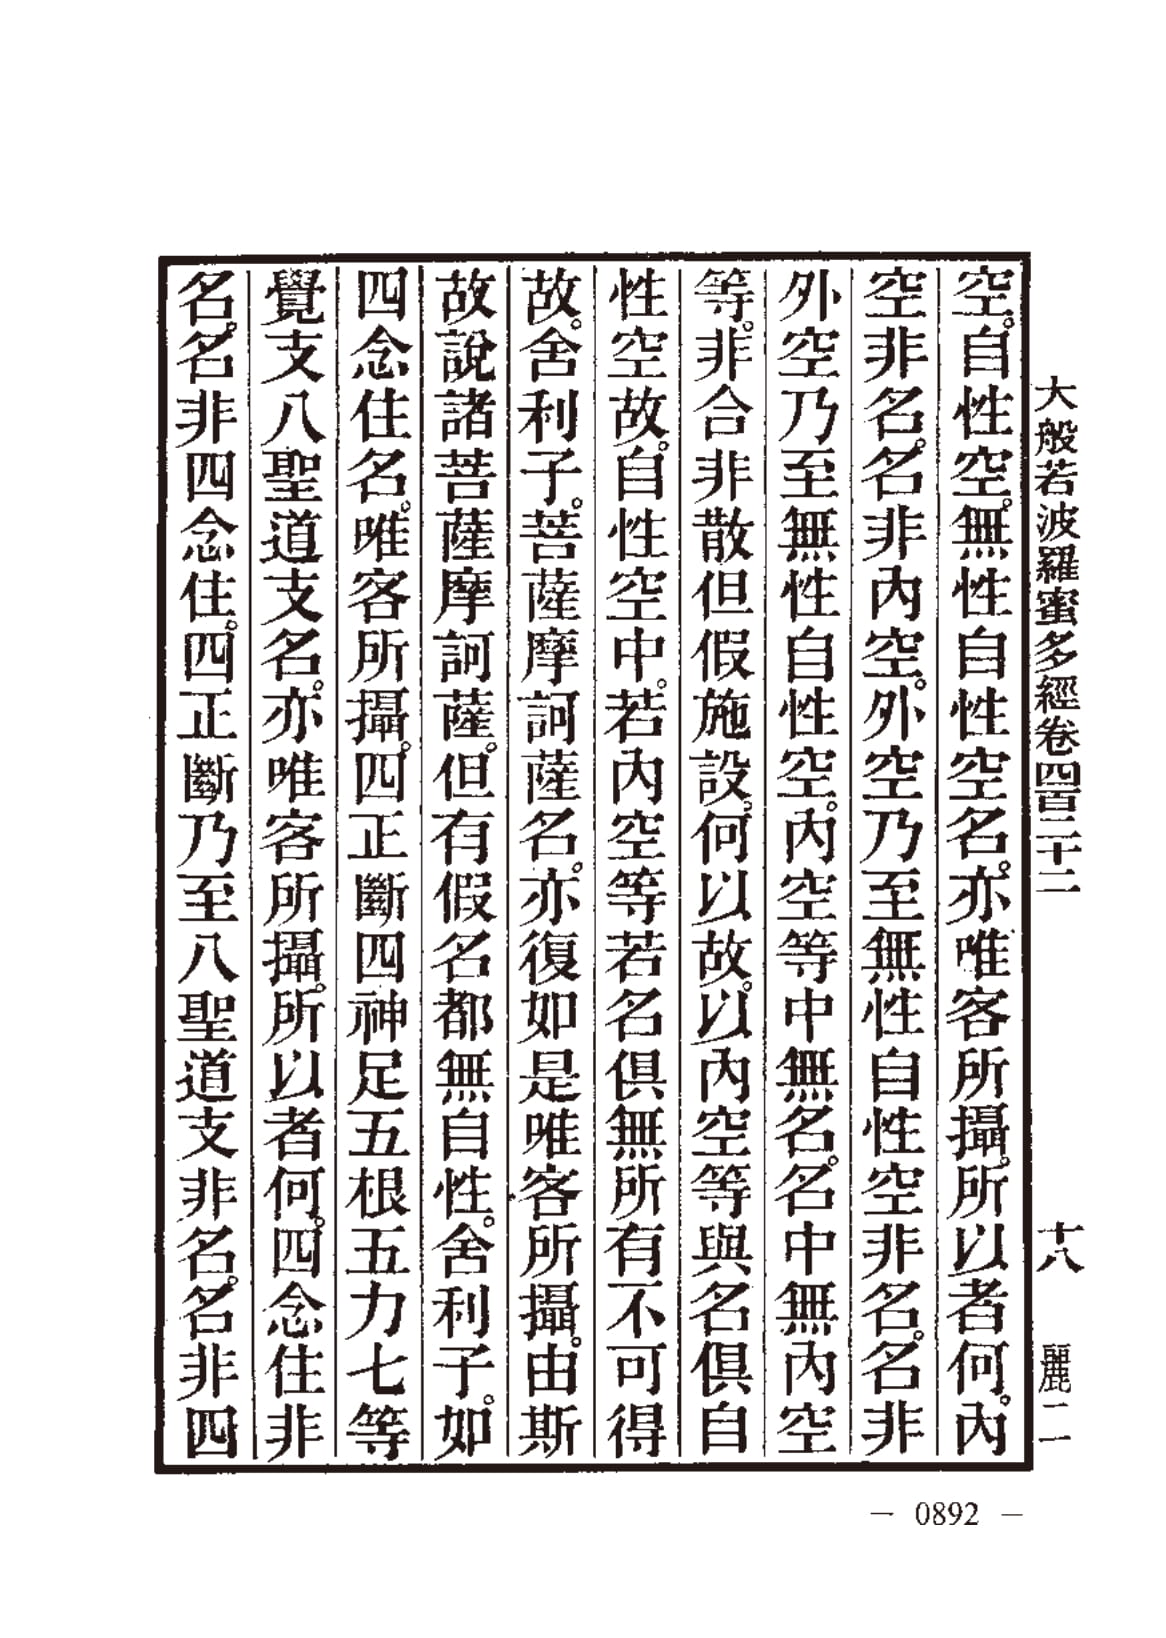 大般若波羅蜜多經卷四百二十二　十八　麗二
空。自性空。無性自性空名。亦唯客所攝。所以者何。內
空非名。名非內空。外空乃至無性自性空非名。名非
外空乃至無性自性空。內空等中無名。名中無內空
等。非合非散但假施設。何以故。以內空等與名俱自
性空故。自性空中。若內空等若名俱無所有不可得
故。舍利子。菩薩摩訶薩名。亦復如是唯客所攝。由斯
故說諸菩薩摩訶薩。但有假名都無自性。舍利子。如
四念住名。唯客所攝。四正斷四神足五根五力七等
覺支八聖道支名。亦唯客所攝。所以者何。四念住非
名。名非四念住。四正斷乃至八聖道支非名。名非四
— 0892 —